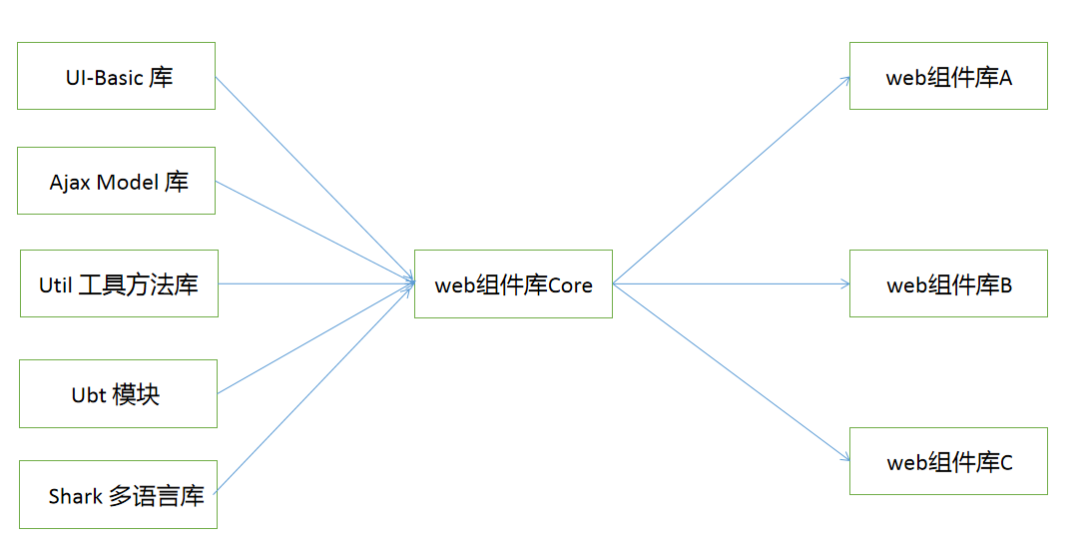 UI-Basic 库
Ajax Model 库
Util 工具方法库
Ubt 模块
Shark 多语言库
web组件库Core
web组件库A
web组件库B
web组件库C